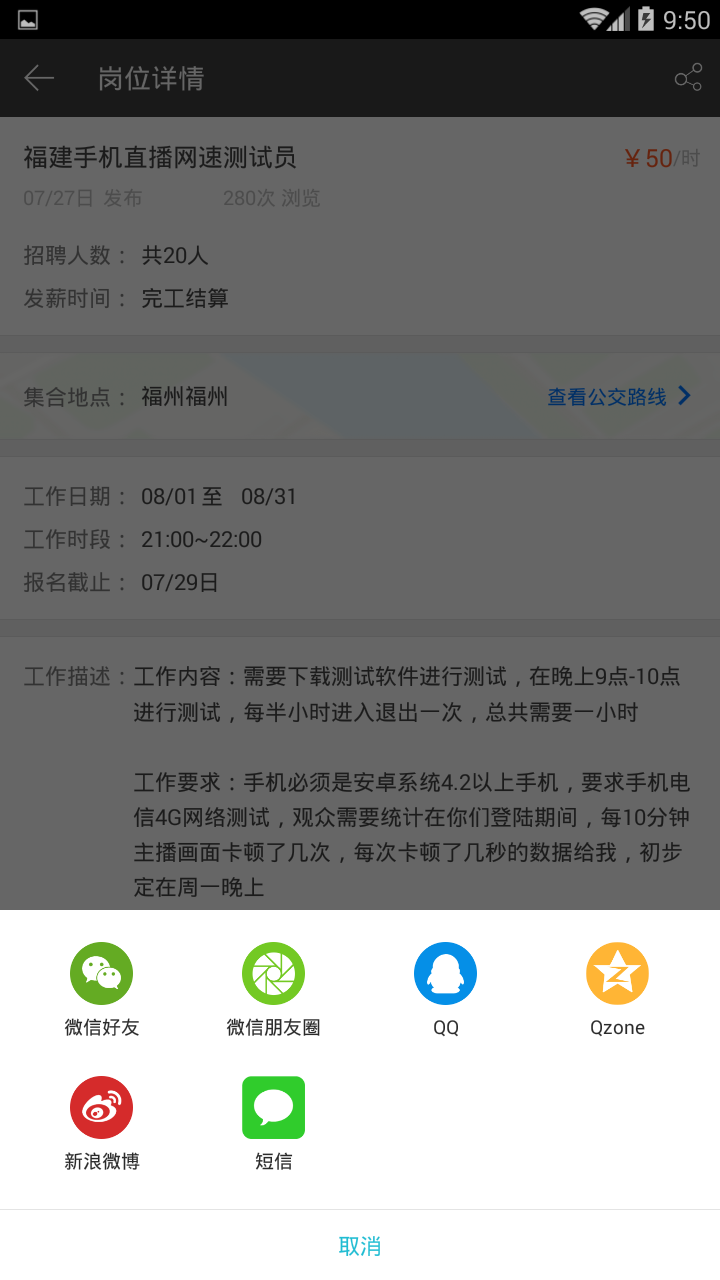 9:50
岗位详情
福建手机直播网速测试员 ¥50/时
07/27日 发布 280次 浏览
招聘人数： 共20人
发薪时间： 完工结算
集合地点： 福州福州 查看公交路线
工作日期： 08/01 至 08/31
工作时段： 21:00~22:00
报名截止： 07/29日
工作描述：工作内容：需要下载测试软件进行测试，在晚上9点-10点
进行测试，每半小时进入退出一次，总共需要一小时
工作要求：手机必须是安卓系统4.2以上手机，要求手机电
信4G网络测试，观众需要统计在你们登陆期间，每10分钟
主播画面卡顿了几次，每次卡顿了几秒的数据给我，初步
定在周一晚上
微信好友 微信朋友圈 QQ Qzone
新浪微博 短信
取消